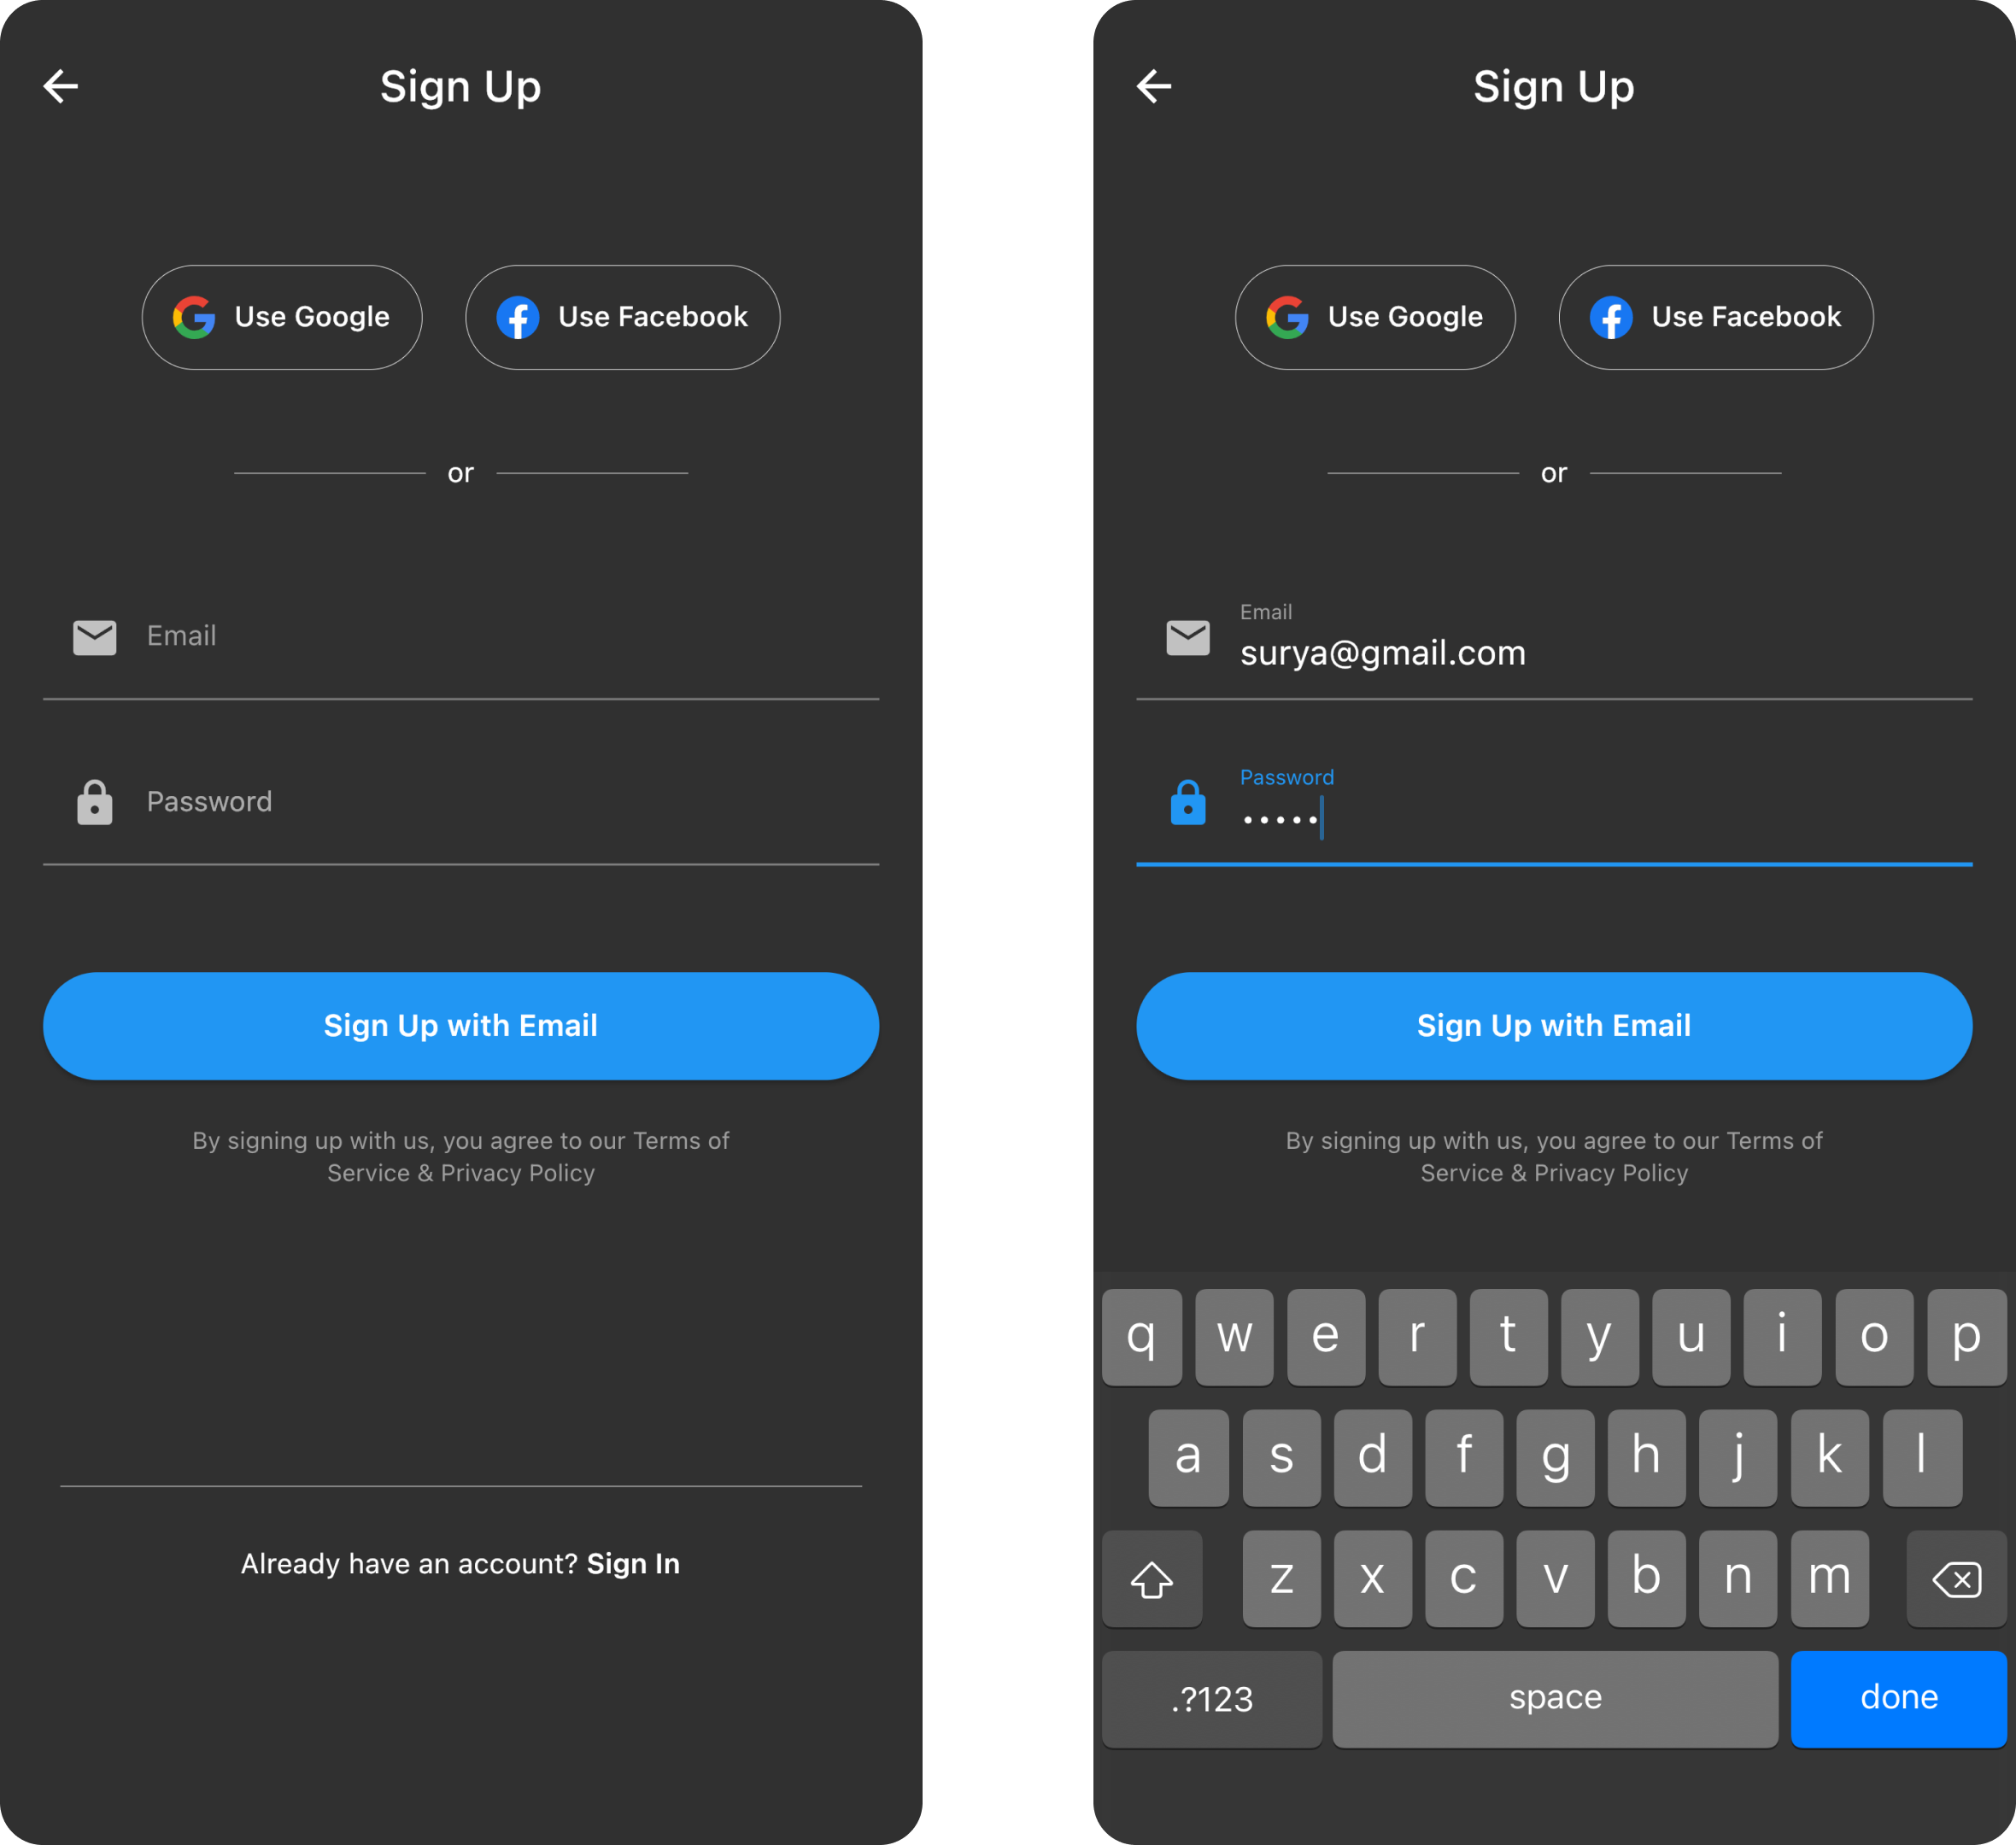 Sign Up
Use Google
Use Facebook
or
Email
Password
Sign Up with Email
By signing up with us, you agree to our Terms of
Service & Privacy Policy
Already have an account? Sign In
Sign Up
Use Google
Use Facebook
or
Email
surya@gmail.com
Password
•••••
Sign Up with Email
By signing up with us, you agree to our Terms of
Service & Privacy Policy
q w e r t y u i o p
a s d f g h j k l
z x c v b n m
.?123 space done